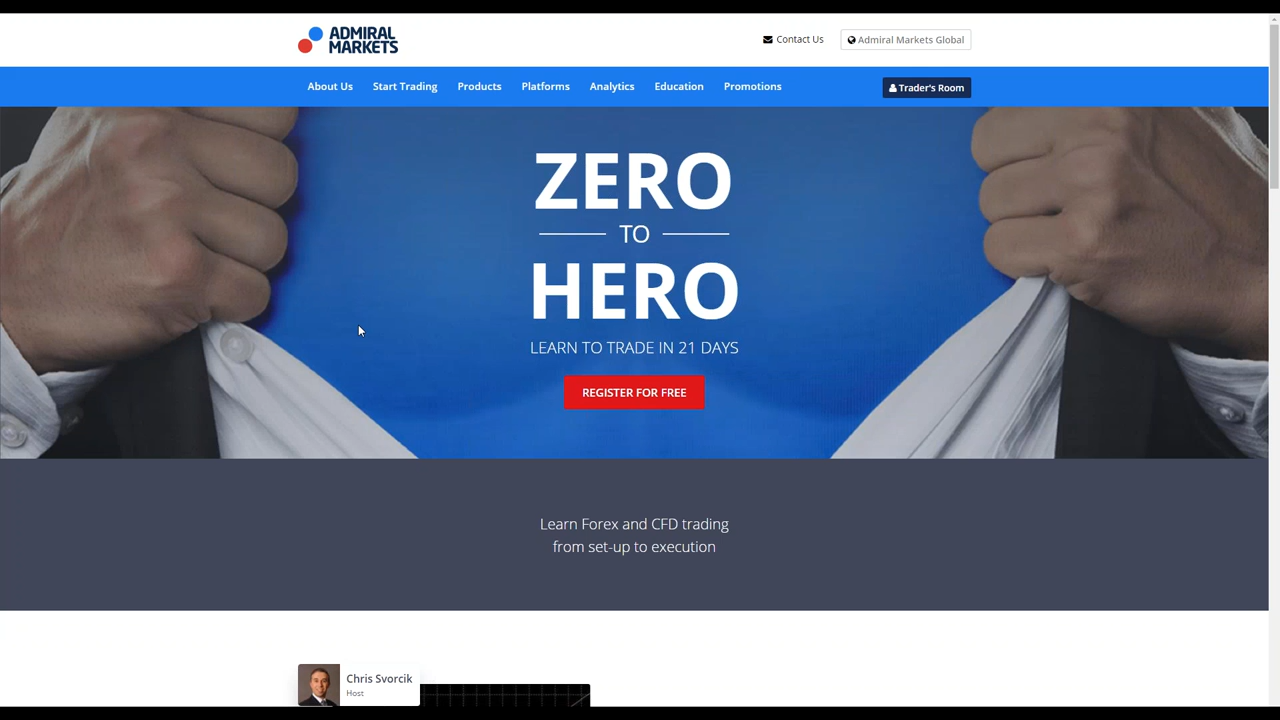 ADMIRAL
MARKETS
Contact Us
Admiral Markets Global
About Us
Start Trading
Products
Platforms
Analytics
Education
Promotions
Trader's Room
ZERO
TO
HERO
LEARN TO TRADE IN 21 DAYS
REGISTER FOR FREE
Learn Forex and CFD trading
from set-up to execution
Chris Svorcik
Host